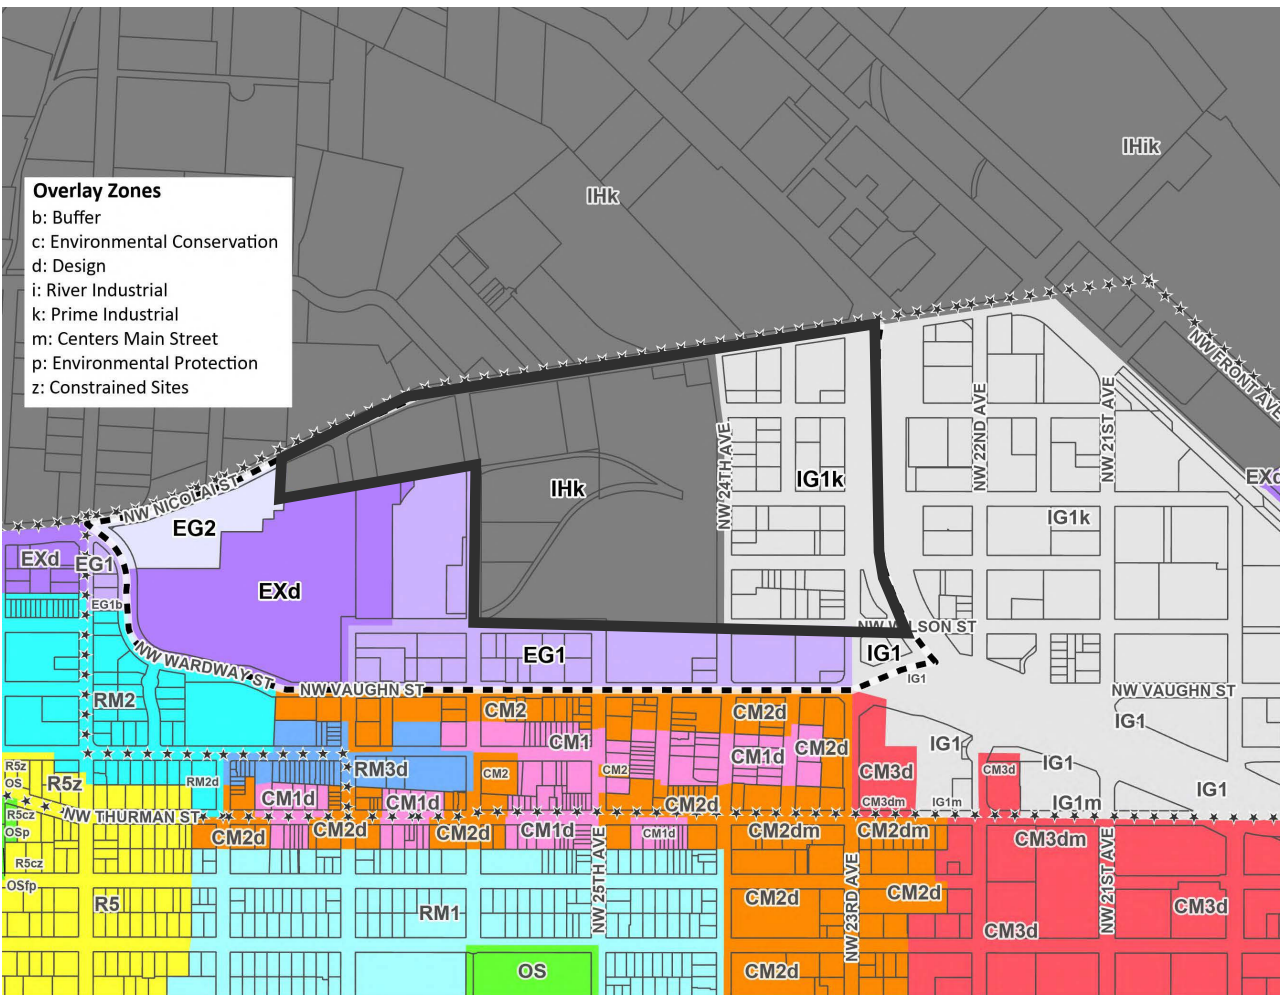 IHik
IHk
Overlay Zones
b: Buffer
c: Environmental Conservation
d: Design
i: River Industrial
k: Prime Industrial
m: Centers Main Street
p: Environmental Protection
z: Constrained Sites
NW FRONT AVE
NW 22ND AVE
NW 21ST AVE
NW 24TH AVE
IG1k
IHk
EXd
NW NICOLAI ST
EG2
IG1k
EXd
EG1
EXd
EG1b
NW WILSON ST
EG1
IG1
NW WARDWAY ST
IG1
NW VAUGHN ST
NW VAUGHN ST
RM2
CM2
CM2d
IG1
CM1
CM1d
CM2d
IG1
R5z
OS
R5z
RM2d
RM3d
CM2
CM2
CM3d
CM3d
IG1
IG1
CM1d
CM1d
CM2d
CM3dm
IG1m
IG1m
R5cz
NW THURMAN ST
OSp
CM2d
CM2d
CM2d
CM1d
CM1d
CM2dm
CM2dm
CM3dm
R5cz
OSfp
R5
RM1
NW 25TH AVE
CM2d
NW 23RD AVE
CM2d
NW 21ST AVE
CM3d
CM3d
OS
CM2d